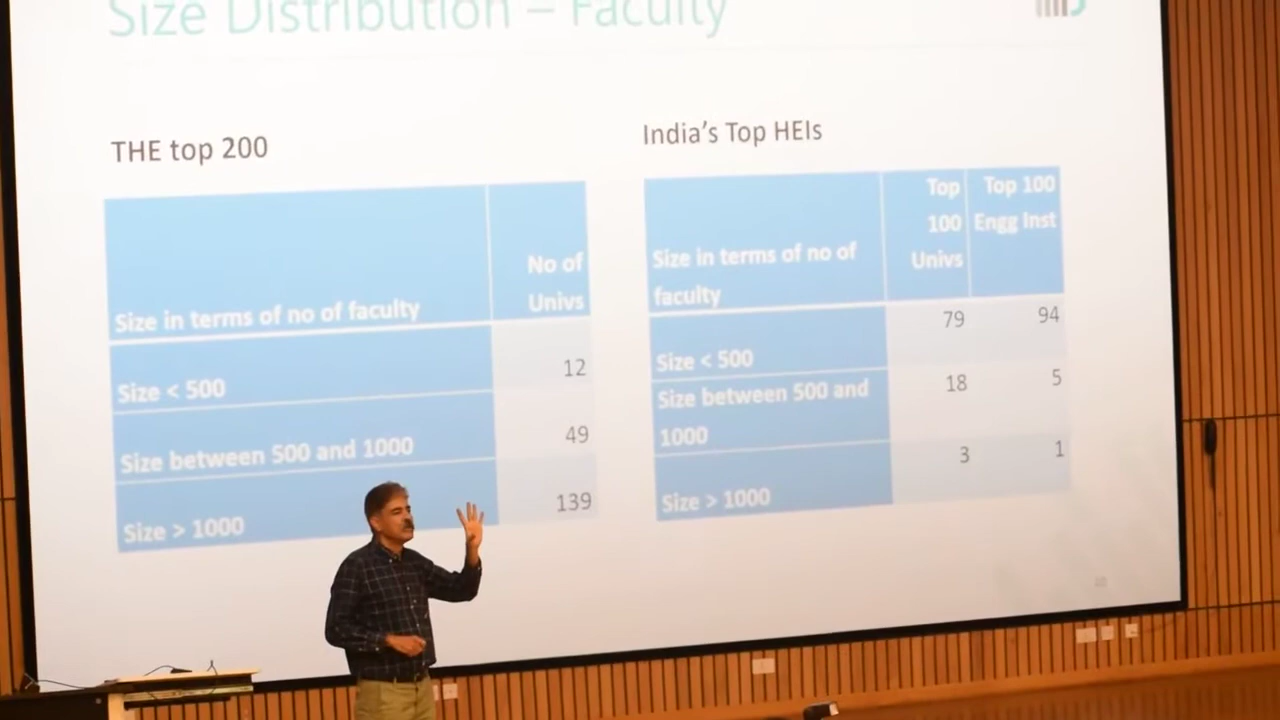 Size Distribution – Faculty
THE top 200
No of
Univs
Size in terms of no of faculty
Size < 500
12
Size between 500 and 1000
49
Size > 1000
139
India's Top HEIs
Top
100
Univs
Top 100
Engg Inst
Size in terms of no of
faculty
Size < 500
79
94
Size between 500 and
1000
18
5
Size > 1000
3
1